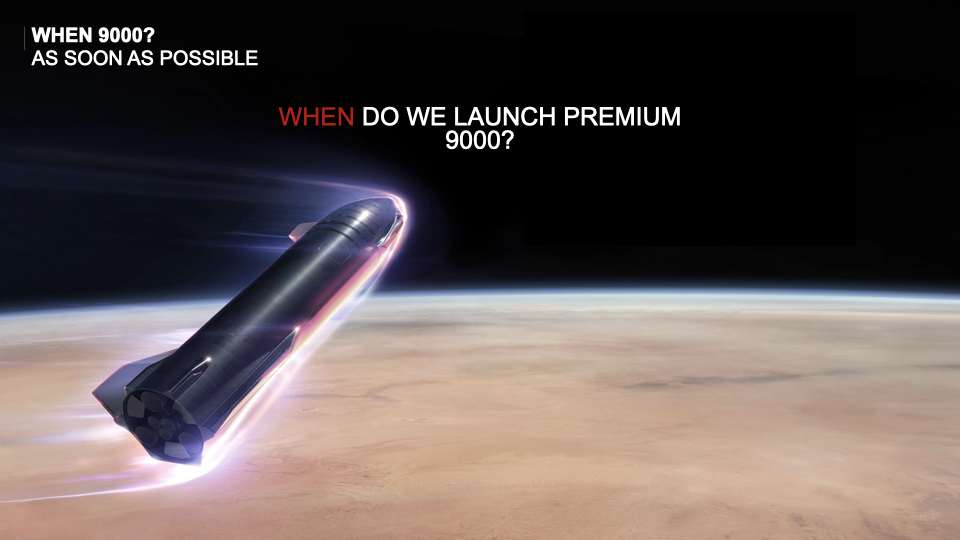 WHEN 9000?
AS SOON AS POSSIBLE
WHEN DO WE LAUNCH PREMIUM
9000?